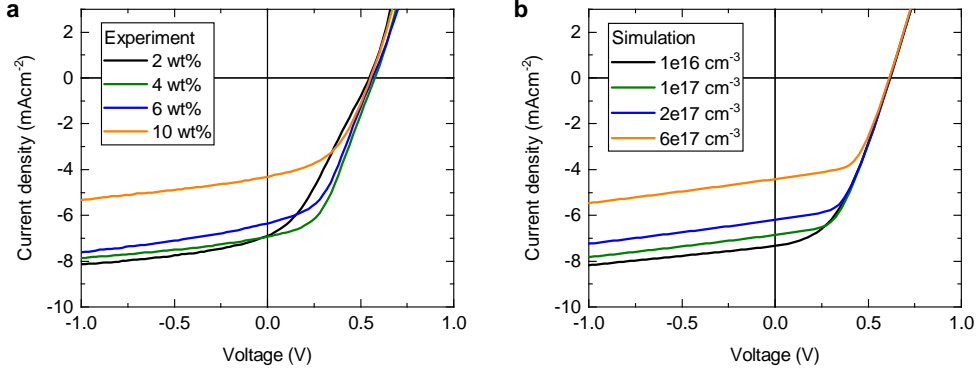 a
Experiment
2 wt%
4 wt%
6 wt%
10 wt%
2
0
-2
-4
-6
-8
-10
-1.0
-0.5
0.0
0.5
1.0
Current density (mAcm-2)
Voltage (V)
b
Simulation
1e16 cm-3
1e17 cm-3
2e17 cm-3
6e17 cm-3
2
0
-2
-4
-6
-8
-10
-1.0
-0.5
0.0
0.5
1.0
Current density (mAcm-2)
Voltage (V)